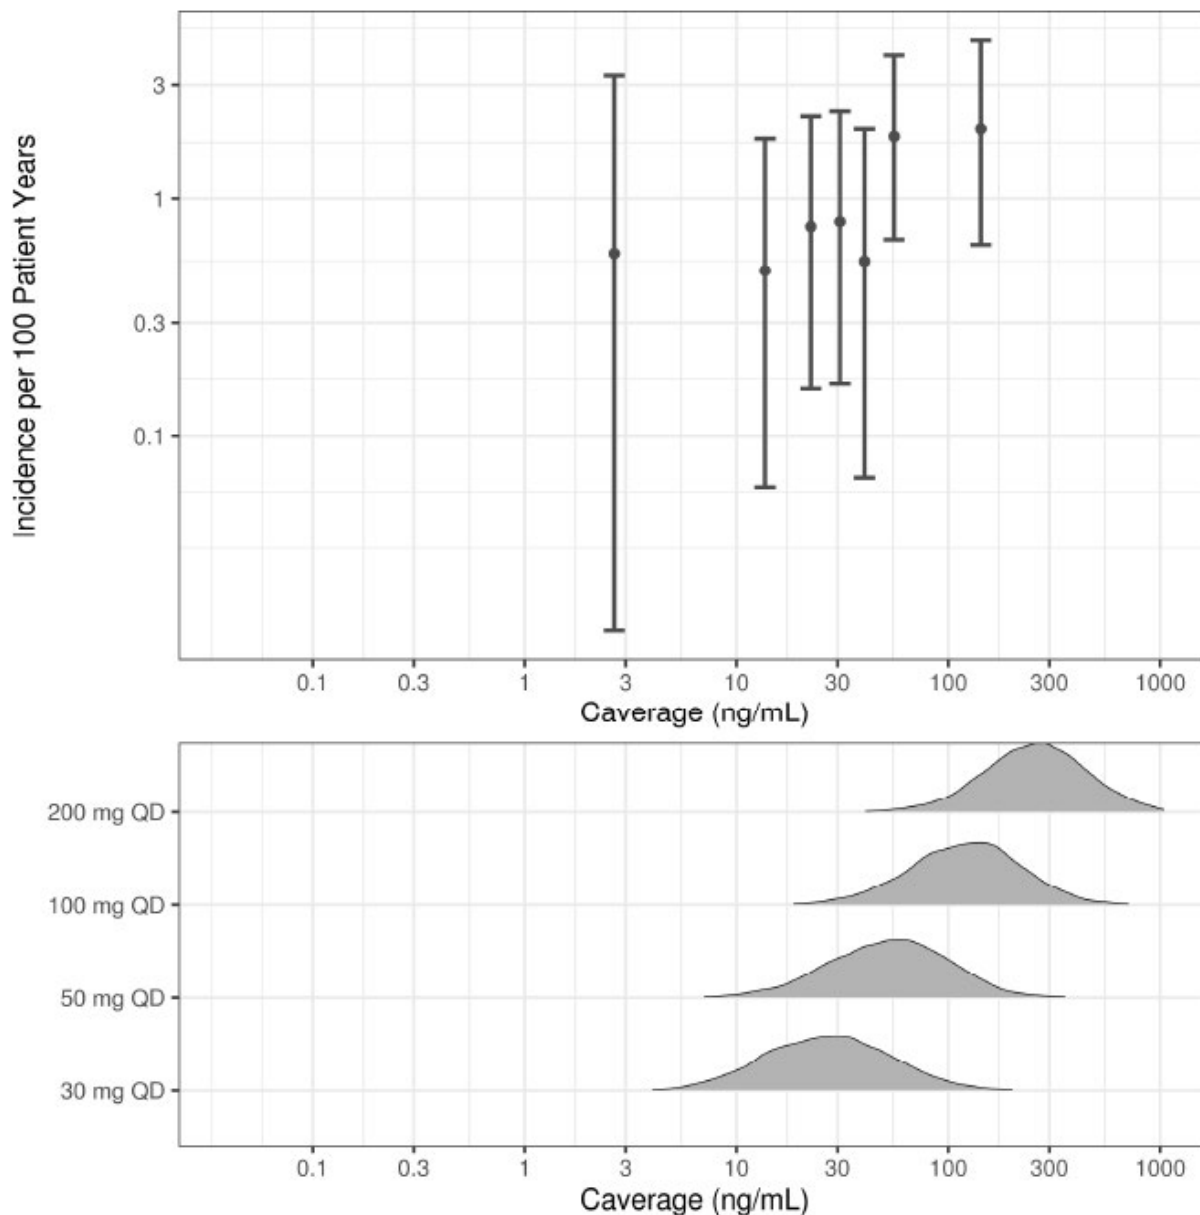 Incidence per 100 Patient Years
3
1
0.3
0.1
0.1 0.3 1 3 10 30 100 300 1000
Caverage (ng/mL)
200 mg QD
100 mg QD
50 mg QD
30 mg QD
0.1 0.3 1 3 10 30 100 300 1000
Caverage (ng/mL)